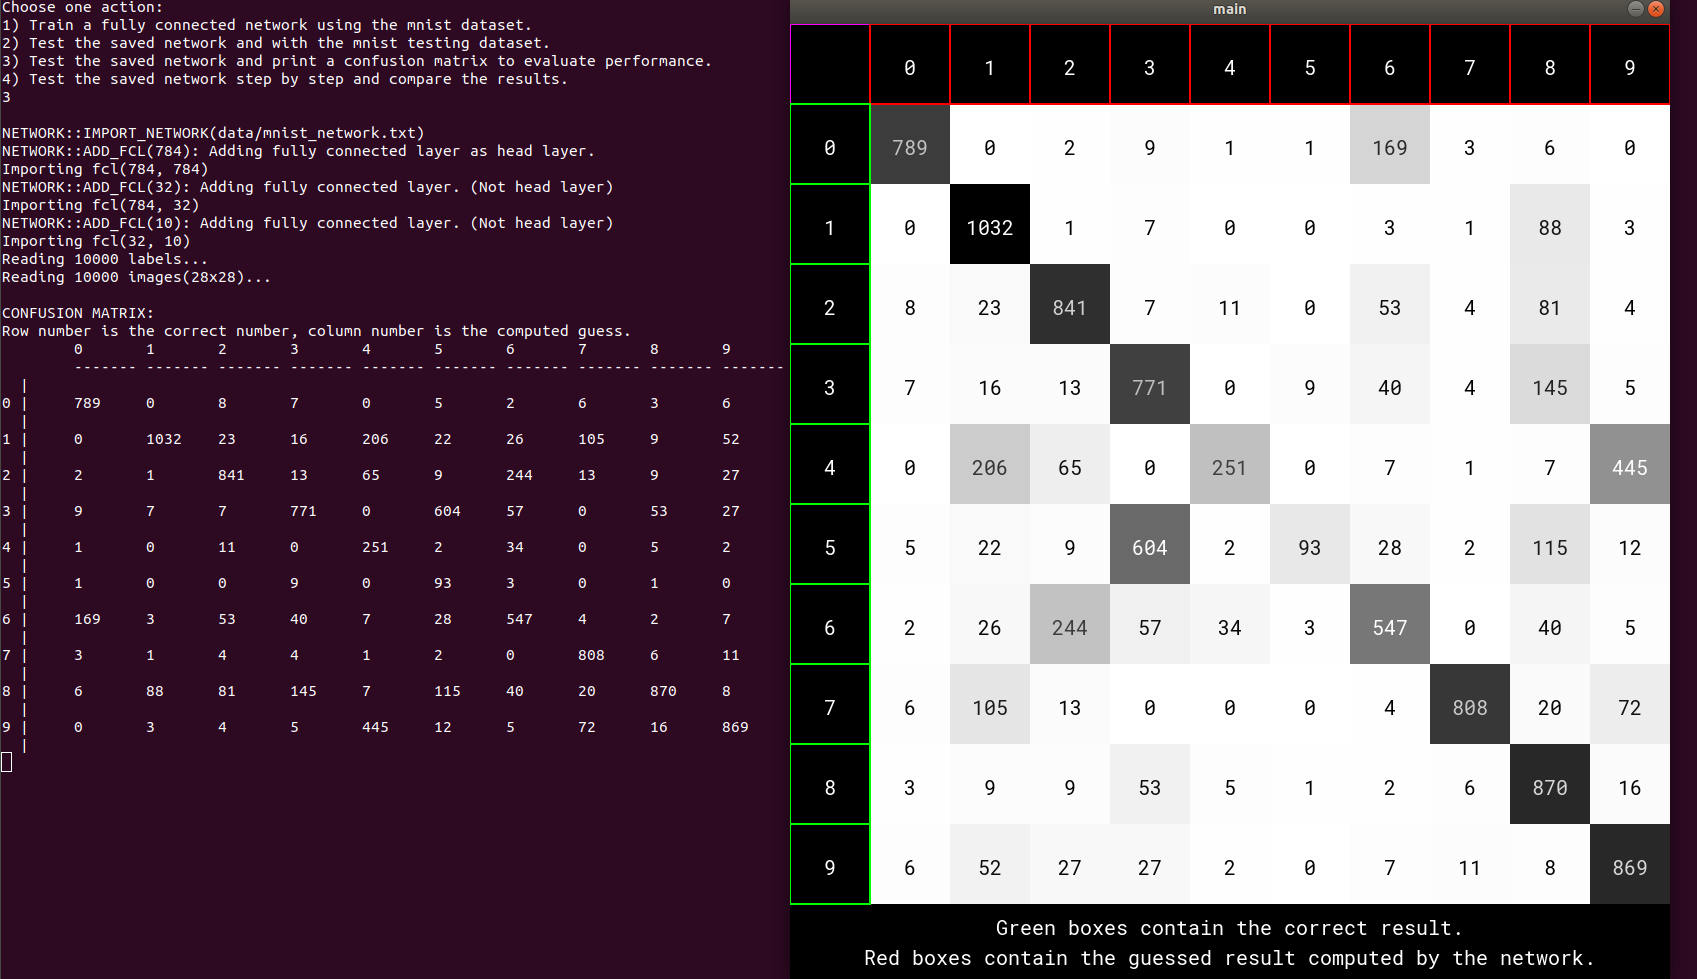 Choose one action:
1) Train a fully connected network using the mnist dataset.
2) Test the saved network and with the mnist testing dataset.
3) Test the saved network and print a confusion matrix to evaluate performance.
4) Test the saved network step by step and compare the results.
3
NETWORK::IMPORT_NETWORK(data/mnist_network.txt)
NETWORK::ADD_FCL(784): Adding fully connected layer as head layer.
Importing fcl(784, 784)
NETWORK::ADD_FCL(32): Adding fully connected layer. (Not head layer)
Importing fcl(784, 32)
NETWORK::ADD_FCL(10): Adding fully connected layer. (Not head layer)
Importing fcl(32, 10)
Reading 10000 labels...
Reading 10000 images(28x28)...
CONFUSION MATRIX:
Row number is the correct number, column number is the computed guess.
0 1 2 3 4 5 6 7 8 9
------- ------- ------- ------- ------- ------- ------- ------- ------- -------
|
0 | 789 0 8 7 0 5 2 6 3 6
|
1 | 0 1032 23 16 206 22 26 105 9 52
|
2 | 2 1 841 13 65 9 244 13 9 27
|
3 | 9 7 7 771 0 604 57 0 53 27
|
4 | 1 0 11 0 251 2 34 0 5 2
|
5 | 1 0 0 9 0 93 3 0 1 0
|
6 | 169 3 53 40 7 28 547 4 2 7
|
7 | 3 1 4 4 1 2 0 808 6 11
|
8 | 6 88 81 145 7 115 40 20 870 8
|
9 | 0 3 4 5 445 12 5 72 16 869
|
main
0 1 2 3 4 5 6 7 8 9
0 789 0 2 9 1 1 169 3 6 0
1 0 1032 1 7 0 0 3 1 88 3
2 8 23 841 7 11 0 53 4 81 4
3 7 16 13 771 0 9 40 4 145 5
4 0 206 65 0 251 0 7 1 7 445
5 5 22 9 604 2 93 28 2 115 12
6 2 26 244 57 34 3 547 0 40 5
7 6 105 13 0 0 0 4 808 20 72
8 3 9 9 53 5 1 2 6 870 16
9 6 52 27 27 2 0 7 11 8 869
Green boxes contain the correct result.
Red boxes contain the guessed result computed by the network.